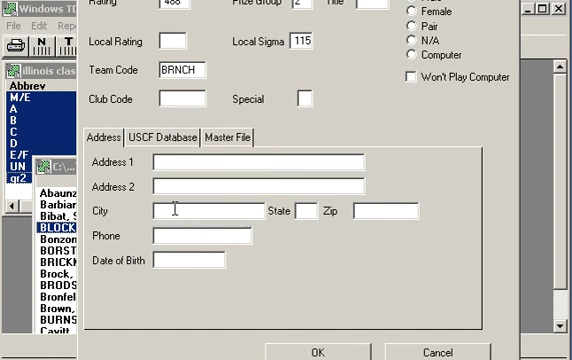 Windows TD
Rating 488 Prize Group 2 Title
Female
Pair
N/A
Computer
Won't Play Computer
File Edit Rep
N T
Local Rating Local Sigma 115
Team Code BRNCH
Club Code Special
illinois clas
Abbrev
M/E
A
B
C
D
E/F
UN
gr2
C:\...
Abaunz
Barbiar
Bibat, S
BLOCK
Bonzon
BORST
BRICKM
Brock,
BRODS
Bronfel
Brown,
BURNS
Cavitt
Address USCF Database Master File
Address 1
Address 2
City State Zip
Phone
Date of Birth
OK Cancel